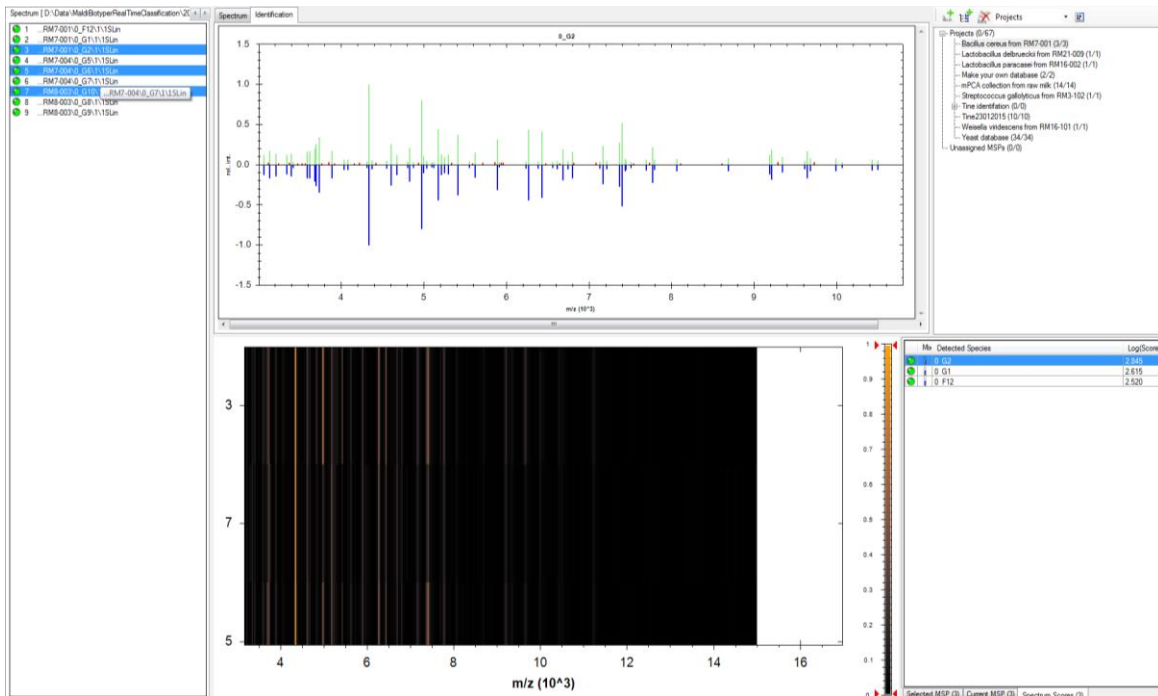 Spectrum [ D:\Data\MaldiBiotyperRealTimeClassification\20
1 ...RM7-001\0_F12\1\1SLin
2 ...RM7-001\0_G1\1\1SLin
3 ...RM7-001\0_G2\1\1SLin
4 ...RM7-004\0_G5\1\1SLin
5 ...RM7-004\0_G6\1\1SLin
6 ...RM7-004\0_G7\1\1SLin
7 ...RM8-003\0_G10\
...RM7-004\0_G7\1\1SLin
8 ...RM8-003\0_G8\1\1SLin
9 ...RM8-003\0_G9\1\1SLin
Spectrum Identification
0_G2
1.5
1.0
0.5
0.0
-0.5
-1.0
-1.5
rel. int.
4 5 6 7 8 9 10
m/z (10^3)
Projects
Projects (0/67)
Bacillus cereus from RM7-001 (3/3)
Lactobacillus delbrueckii from RM21-009 (1/1)
Lactobacillus paracasei from RM16-002 (1/1)
Make your own database (2/2)
mPCA collection from raw milk (14/14)
Streptococcus gallolyticus from RM3-102 (1/1)
Tine identifation (0/0)
Tine23012015 (10/10)
Weisella viridescens from RM16-101 (1/1)
Yeast database (34/34)
Unassigned MSPs (0/0)
3
7
5
4 6 8 10 12 14 16
m/z (10^3)
1
0.9
0.8
0.7
0.6
0.5
0.4
0.3
0.2
0.1
0
Mix Detected Species Log(Score
0 G2 2.845
0 G1 2.615
0 F12 2.520
Selected MSP (3) Current MSP (3) Spectrum Scores (3)